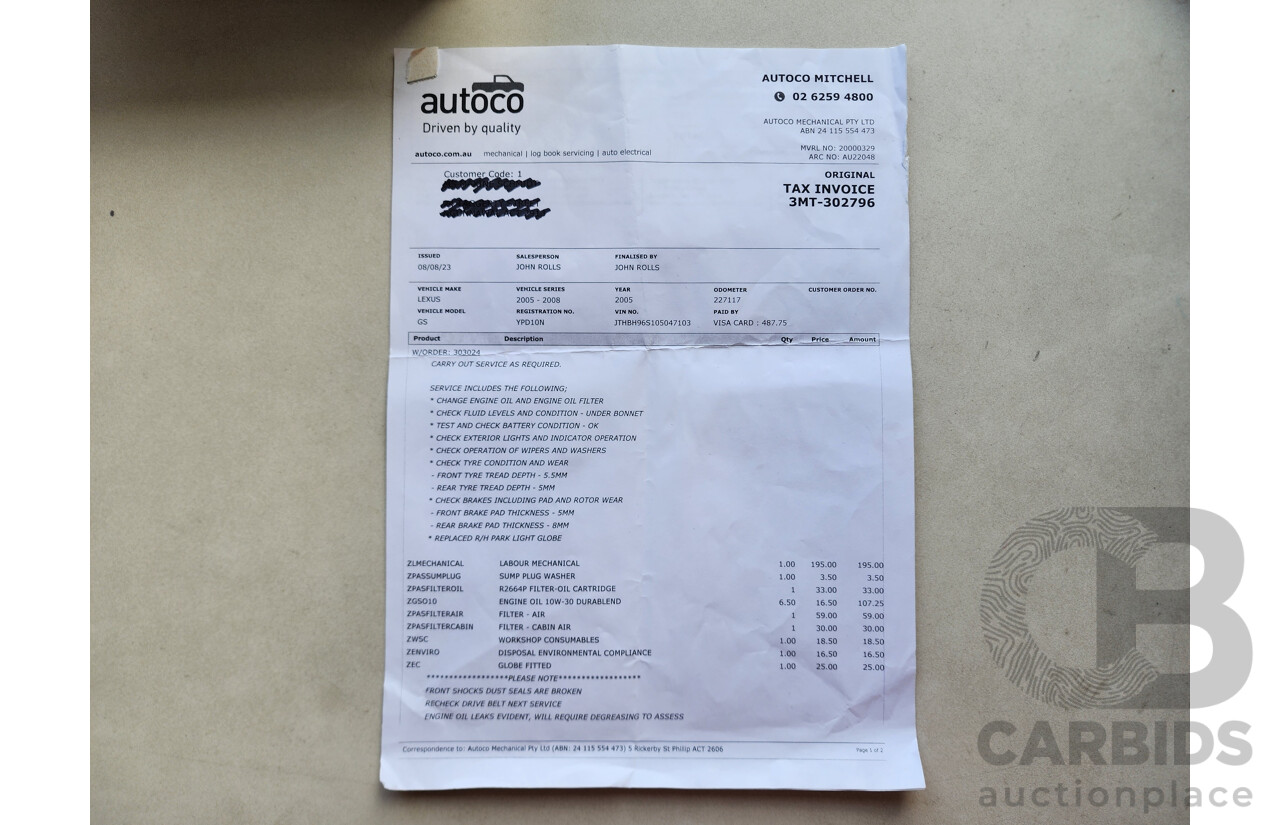 autoco
Driven by quality
autoco.com.au mechanical | log book servicing | auto electrical
AUTOCO MITCHELL
02 6259 4800
AUTOCO MECHANICAL PTY LTD
ABN 24 115 554 473
MVRL NO: 20000329
ARC NO: AU22048
Customer Code: 1
ORIGINAL
TAX INVOICE
3MT-302796
ISSUED SALESPERSON FINALISED BY
08/08/23 JOHN ROLLS JOHN ROLLS
VEHICLE MAKE VEHICLE SERIES YEAR ODOMETER CUSTOMER ORDER NO.
LEXUS 2005 - 2008 2005 227117
VEHICLE MODEL REGISTRATION NO. VIN NO. PAID BY
GS YPD10N JTHBH96S105047103 VISA CARD : 487.75
Product Description Qty Price Amount
W/ORDER: 303024
CARRY OUT SERVICE AS REQUIRED.
SERVICE INCLUDES THE FOLLOWING;
* CHANGE ENGINE OIL AND ENGINE OIL FILTER
* CHECK FLUID LEVELS AND CONDITION - UNDER BONNET
* TEST AND CHECK BATTERY CONDITION - OK
* CHECK EXTERIOR LIGHTS AND INDICATOR OPERATION
* CHECK OPERATION OF WIPERS AND WASHERS
* CHECK TYRE CONDITION AND WEAR
- FRONT TYRE TREAD DEPTH - 5.5MM
- REAR TYRE TREAD DEPTH - 5MM
* CHECK BRAKES INCLUDING PAD AND ROTOR WEAR
- FRONT BRAKE PAD THICKNESS - 5MM
- REAR BRAKE PAD THICKNESS - 8MM
* REPLACED R/H PARK LIGHT GLOBE
ZLMECHANICAL LABOUR MECHANICAL 1.00 195.00 195.00
ZPASSUMPLUG SUMP PLUG WASHER 1.00 3.50 3.50
ZPASFILTEROIL R2664P FILTER-OIL CARTRIDGE 1 33.00 33.00
ZGSO10 ENGINE OIL 10W-30 DURABLEND 6.50 16.50 107.25
ZPASFILTERAIR FILTER - AIR 1 59.00 59.00
ZPASFILTERCABIN FILTER - CABIN AIR 1 30.00 30.00
ZWSC WORKSHOP CONSUMABLES 1.00 18.50 18.50
ZENVIRO DISPOSAL ENVIRONMENTAL COMPLIANCE 1.00 16.50 16.50
ZEC GLOBE FITTED 1.00 25.00 25.00
******************PLEASE NOTE******************
FRONT SHOCKS DUST SEALS ARE BROKEN
RECHECK DRIVE BELT NEXT SERVICE
ENGINE OIL LEAKS EVIDENT, WILL REQUIRE DEGREASING TO ASSESS
Correspondence to: Autoco Mechanical Pty Ltd (ABN: 24 115 554 473) 5 Rickerby St Phillip ACT 2606
Page 1 of 2
CB
CARBIDS
auctionplace